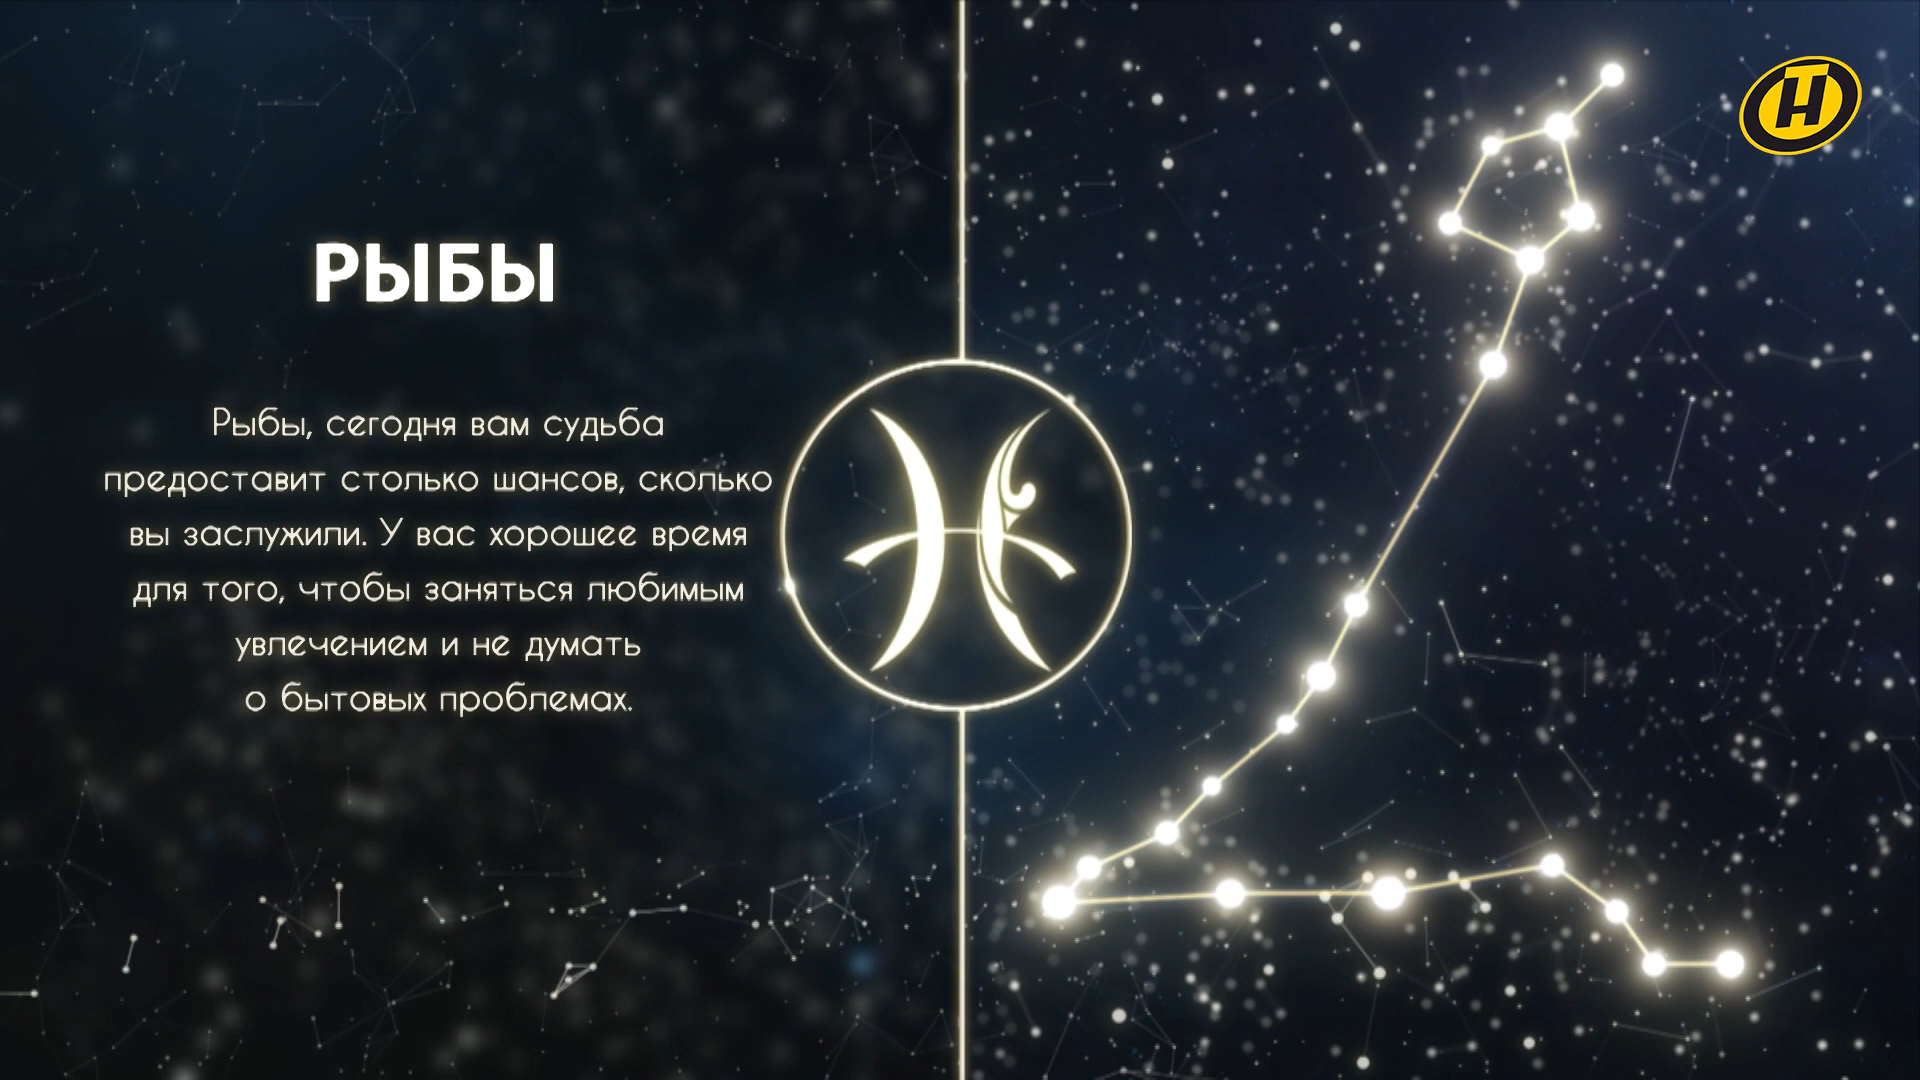 РЫБЫ
Рыбы, сегодня вам судьба
предоставит столько шансов, сколько
вы заслужили. У вас хорошее время
для того, чтобы заняться любимым
увлечением и не думать
о бытовых проблемах.
ОНТ